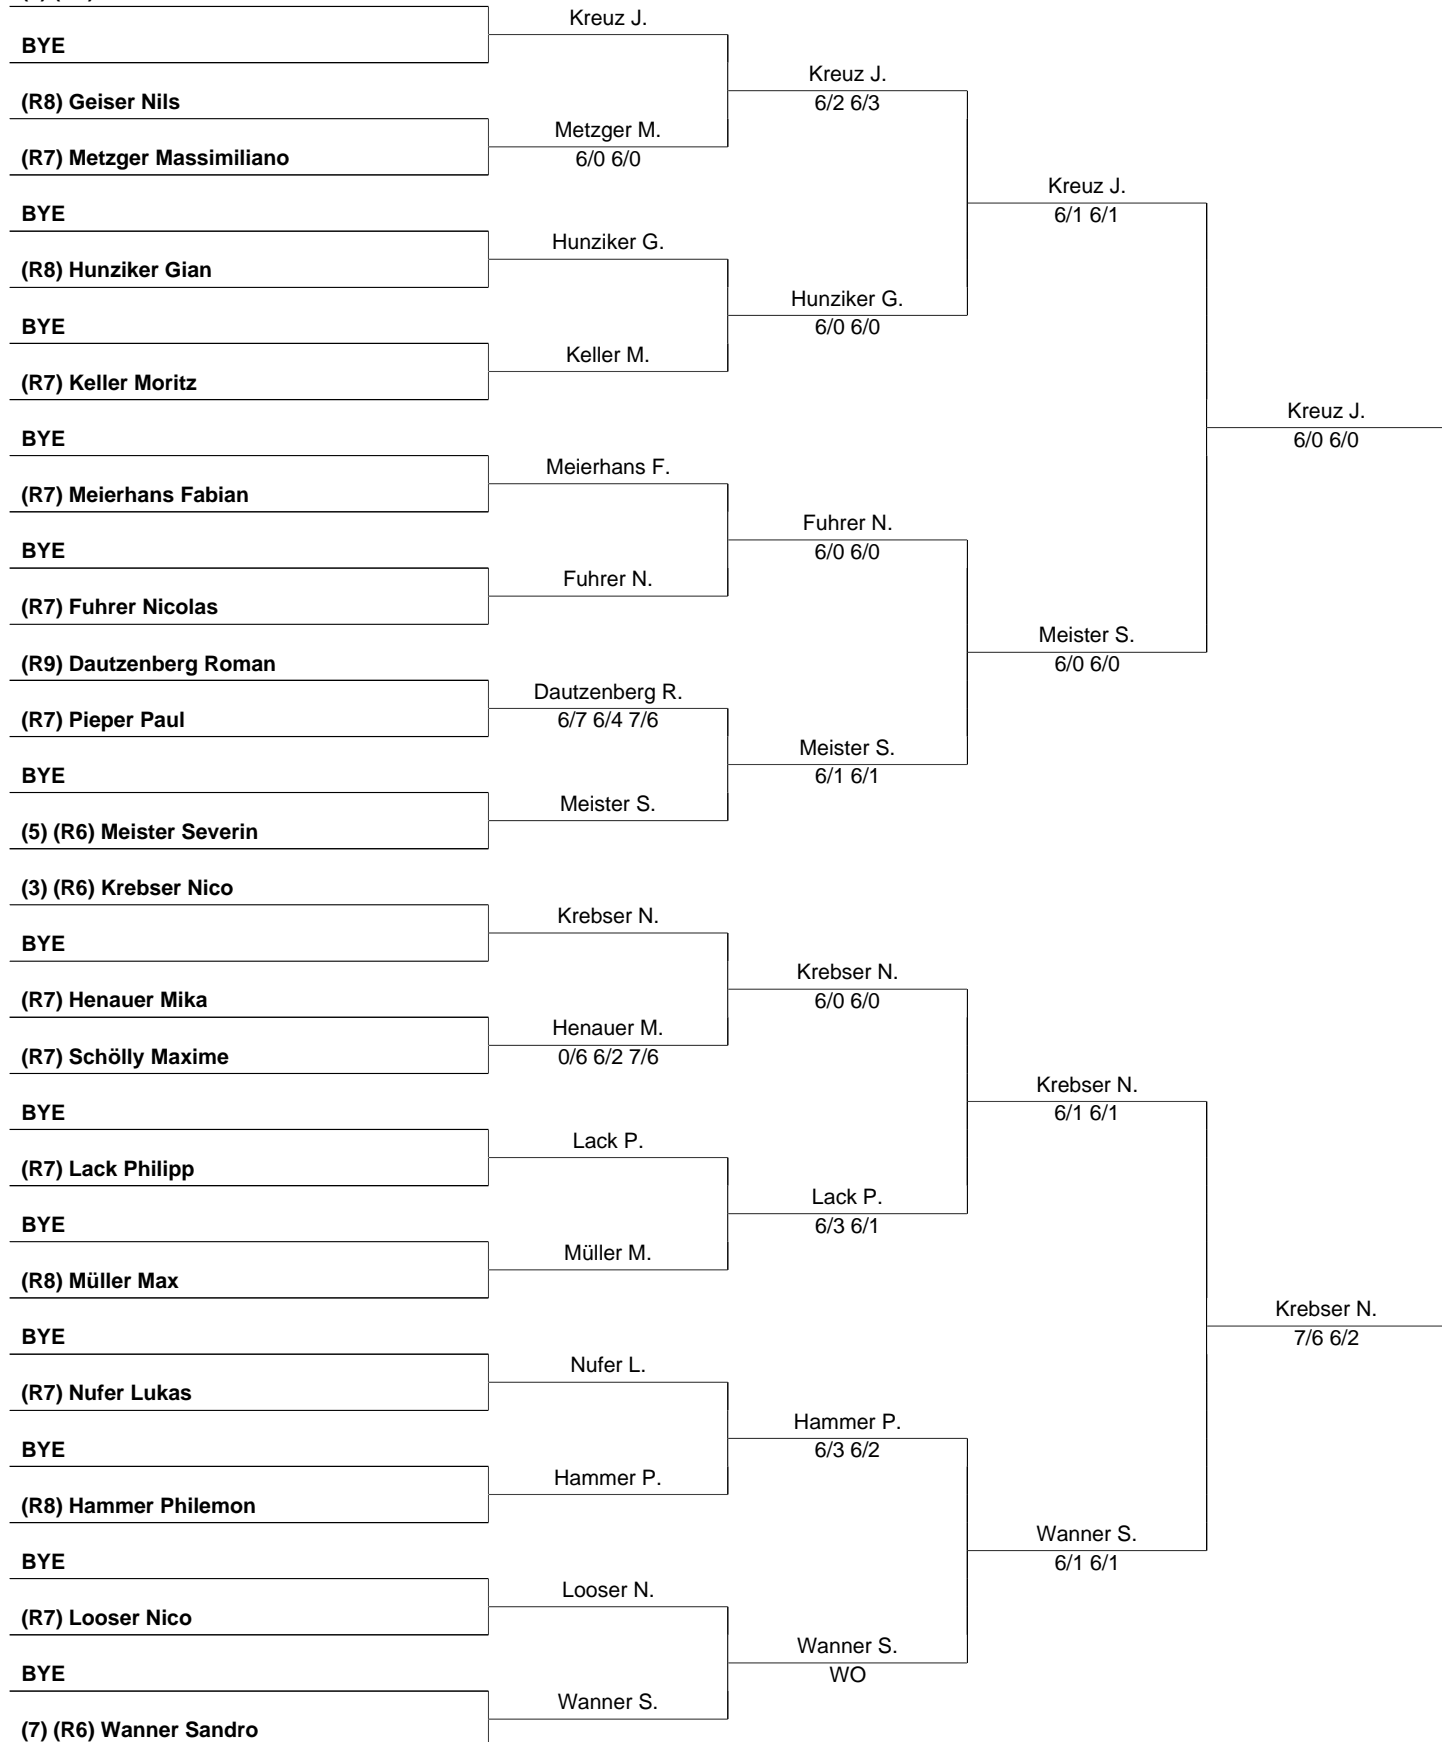 BYE
(R8) Geiser Nils
(R7) Metzger Massimiliano
BYE
(R8) Hunziker Gian
BYE
(R7) Keller Moritz
BYE
(R7) Meierhans Fabian
BYE
(R7) Fuhrer Nicolas
(R9) Dautzenberg Roman
(R7) Pieper Paul
BYE
(5) (R6) Meister Severin
(3) (R6) Krebser Nico
BYE
(R7) Henauer Mika
(R7) Schölly Maxime
BYE
(R7) Lack Philipp
BYE
(R8) Müller Max
BYE
(R7) Nufer Lukas
BYE
(R8) Hammer Philemon
BYE
(R7) Looser Nico
BYE
(7) (R6) Wanner Sandro
Kreuz J.
Metzger M.
6/0 6/0
Hunziker G.
Keller M.
Meierhans F.
Fuhrer N.
Dautzenberg R.
6/7 6/4 7/6
Meister S.
Krebser N.
Henauer M.
0/6 6/2 7/6
Lack P.
Müller M.
Nufer L.
Hammer P.
Looser N.
Wanner S.
Kreuz J.
6/2 6/3
Hunziker G.
6/0 6/0
Fuhrer N.
6/0 6/0
Meister S.
6/1 6/1
Krebser N.
6/0 6/0
Lack P.
6/3 6/1
Hammer P.
6/3 6/2
Wanner S.
WO
Kreuz J.
6/1 6/1
Meister S.
6/0 6/0
Krebser N.
6/1 6/1
Wanner S.
6/1 6/1
Kreuz J.
6/0 6/0
Krebser N.
7/6 6/2